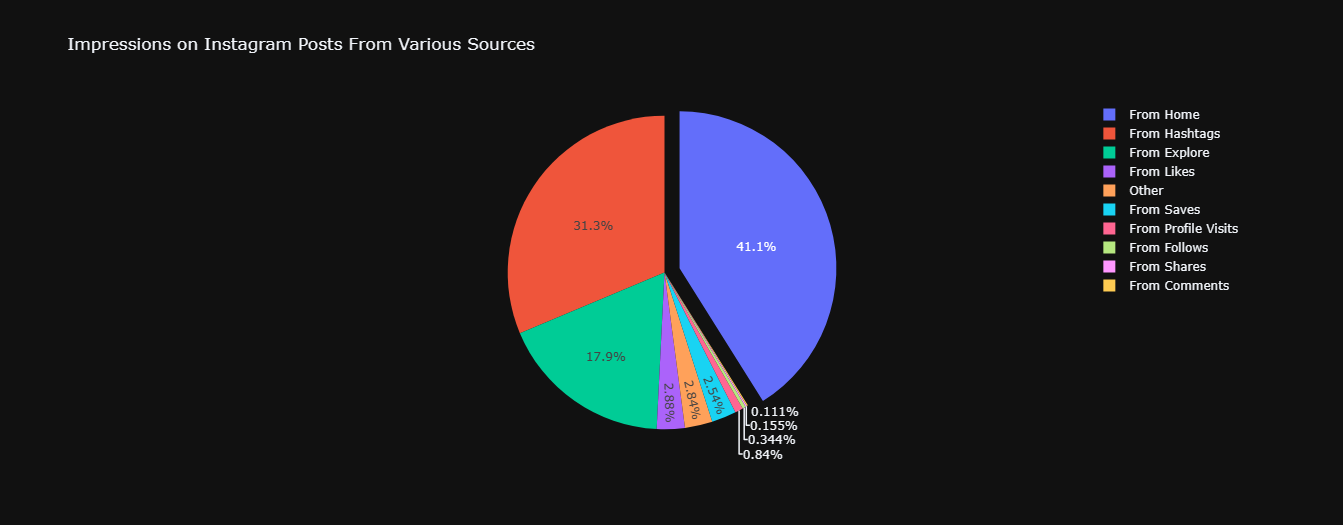 Impressions on Instagram Posts From Various Sources
From Home
From Hashtags
From Explore
From Likes
Other
From Saves
From Profile Visits
From Follows
From Shares
From Comments
31.3%
41.1%
17.9%
2.88%
2.84%
2.54%
0.111%
0.155%
0.344%
0.84%